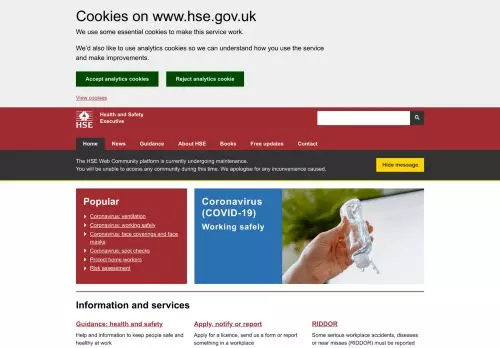 Cookies on www.hse.gov.uk
We use some essential cookies to make this service work.
We'd also like to use analytics cookies so we can understand how you use the service
and make improvements.
Accept analytics cookies
Reject analytics cookie
View cookies
HSE
Health and Safety
Executive
Home
News
Guidance
About HSE
Books
Free updates
Contact
The HSE Web Community platform is currently undergoing maintenance.
You will be unable to access any community during this time. We apologise for any inconvenience caused.
Hide message
Popular
Coronavirus: ventilation
Coronavirus: working safely
Coronavirus: face coverings and face
masks
Coronavirus: spot checks
Protect home workers
Risk assessment
Coronavirus
(COVID-19)
Working safely
Information and services
Guidance: health and safety
Help and information to keep people safe and
healthy at work
Apply, notify or report
Apply for a licence, send us a form or report
something in a workplace
RIDDOR
Some serious workplace accidents, diseases
or near misses (RIDDOR) must be reported